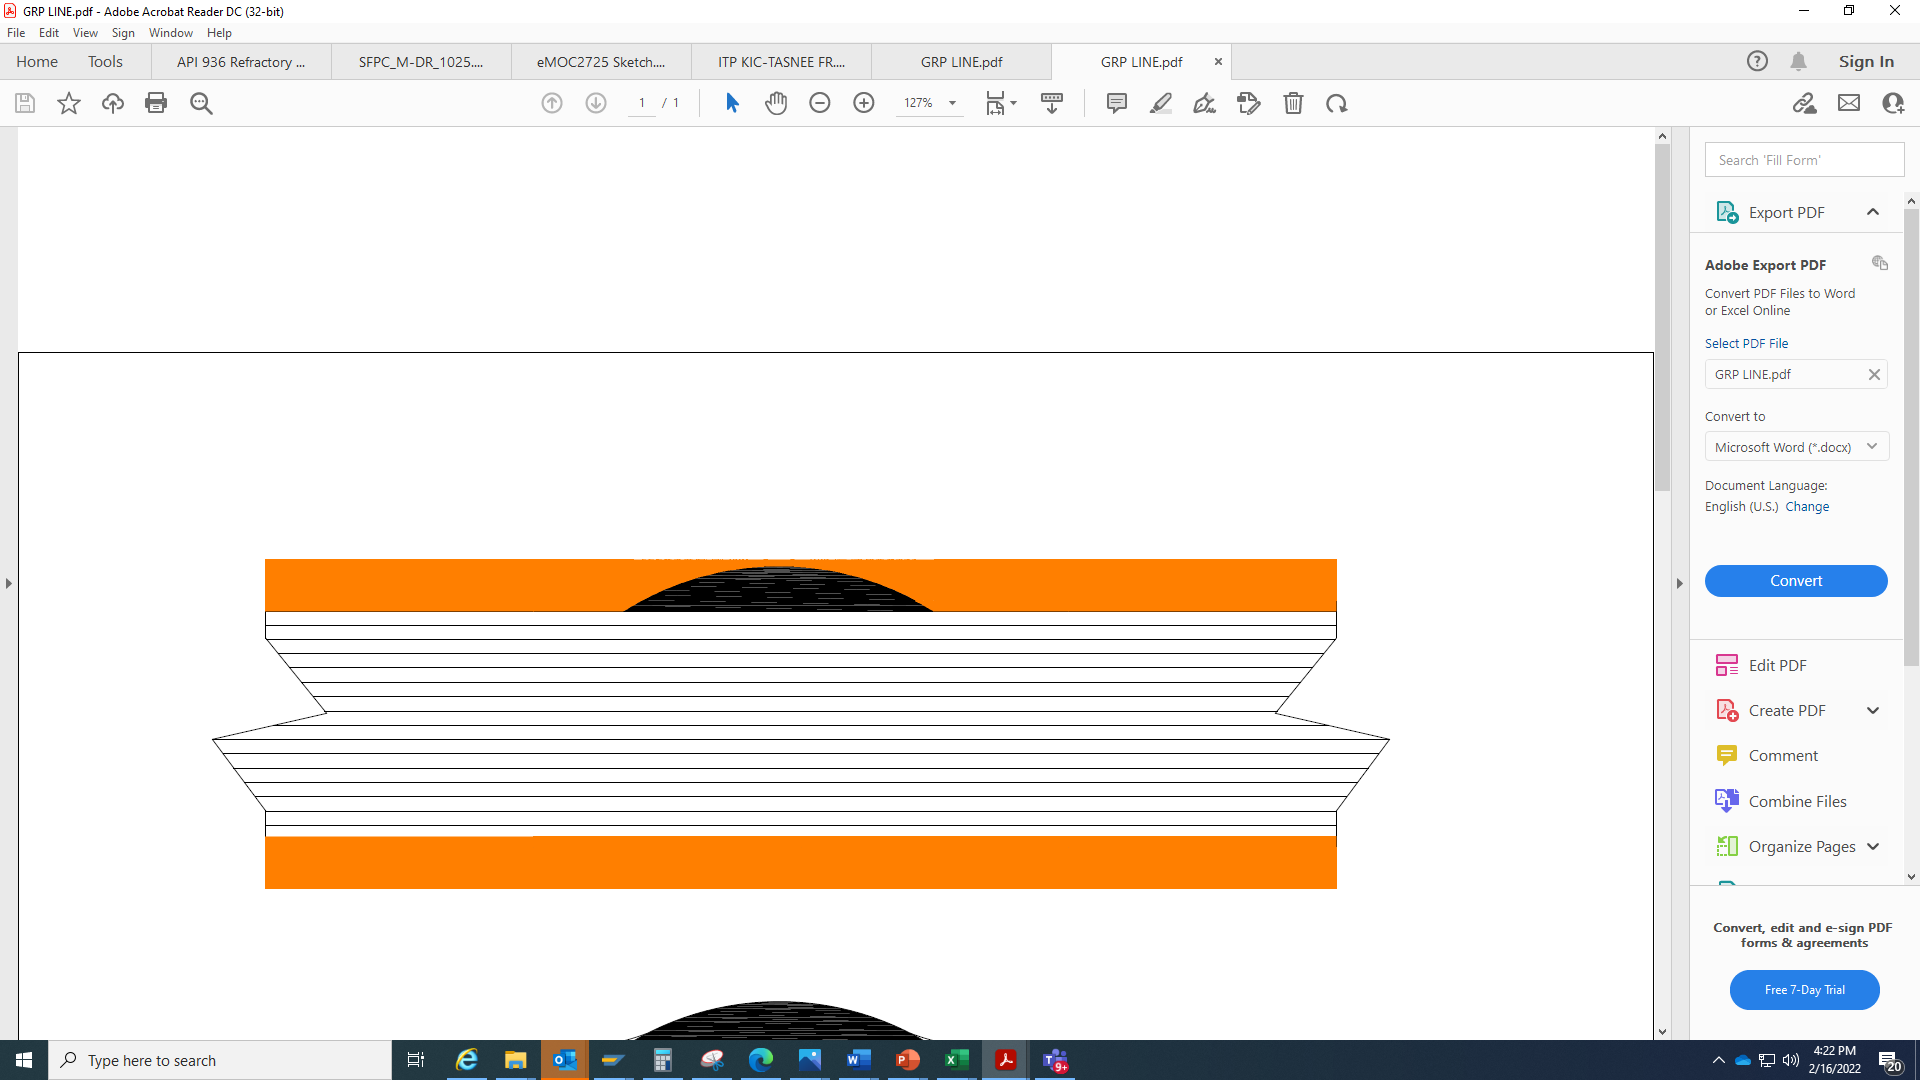 GRP LINE.pdf - Adobe Acrobat Reader DC (32-bit)
File Edit View Sign Window Help
Home Tools API 936 Refractory ... SFPC_M-DR_1025.... eMOC2725 Sketch.... ITP KIC-TASNEE FR.... GRP LINE.pdf GRP LINE.pdf × Sign In
1 / 1 127%
Search 'Fill Form'
Export PDF
Adobe Export PDF
Convert PDF Files to Word
or Excel Online
Select PDF File
GRP LINE.pdf
Convert to
Microsoft Word (*.docx)
Document Language:
English (U.S.) Change
Convert
Edit PDF
Create PDF
Comment
Combine Files
Organize Pages
Convert, edit and e-sign PDF
forms & agreements
Free 7-Day Trial
Type here to search
9+
4:22 PM
2/16/2022
20